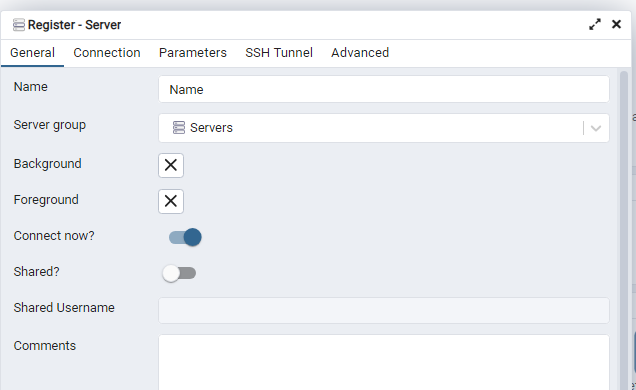 Register - Server
General Connection Parameters SSH Tunnel Advanced
Name Name
Server group Servers
Background
Foreground
Connect now?
Shared?
Shared Username
Comments